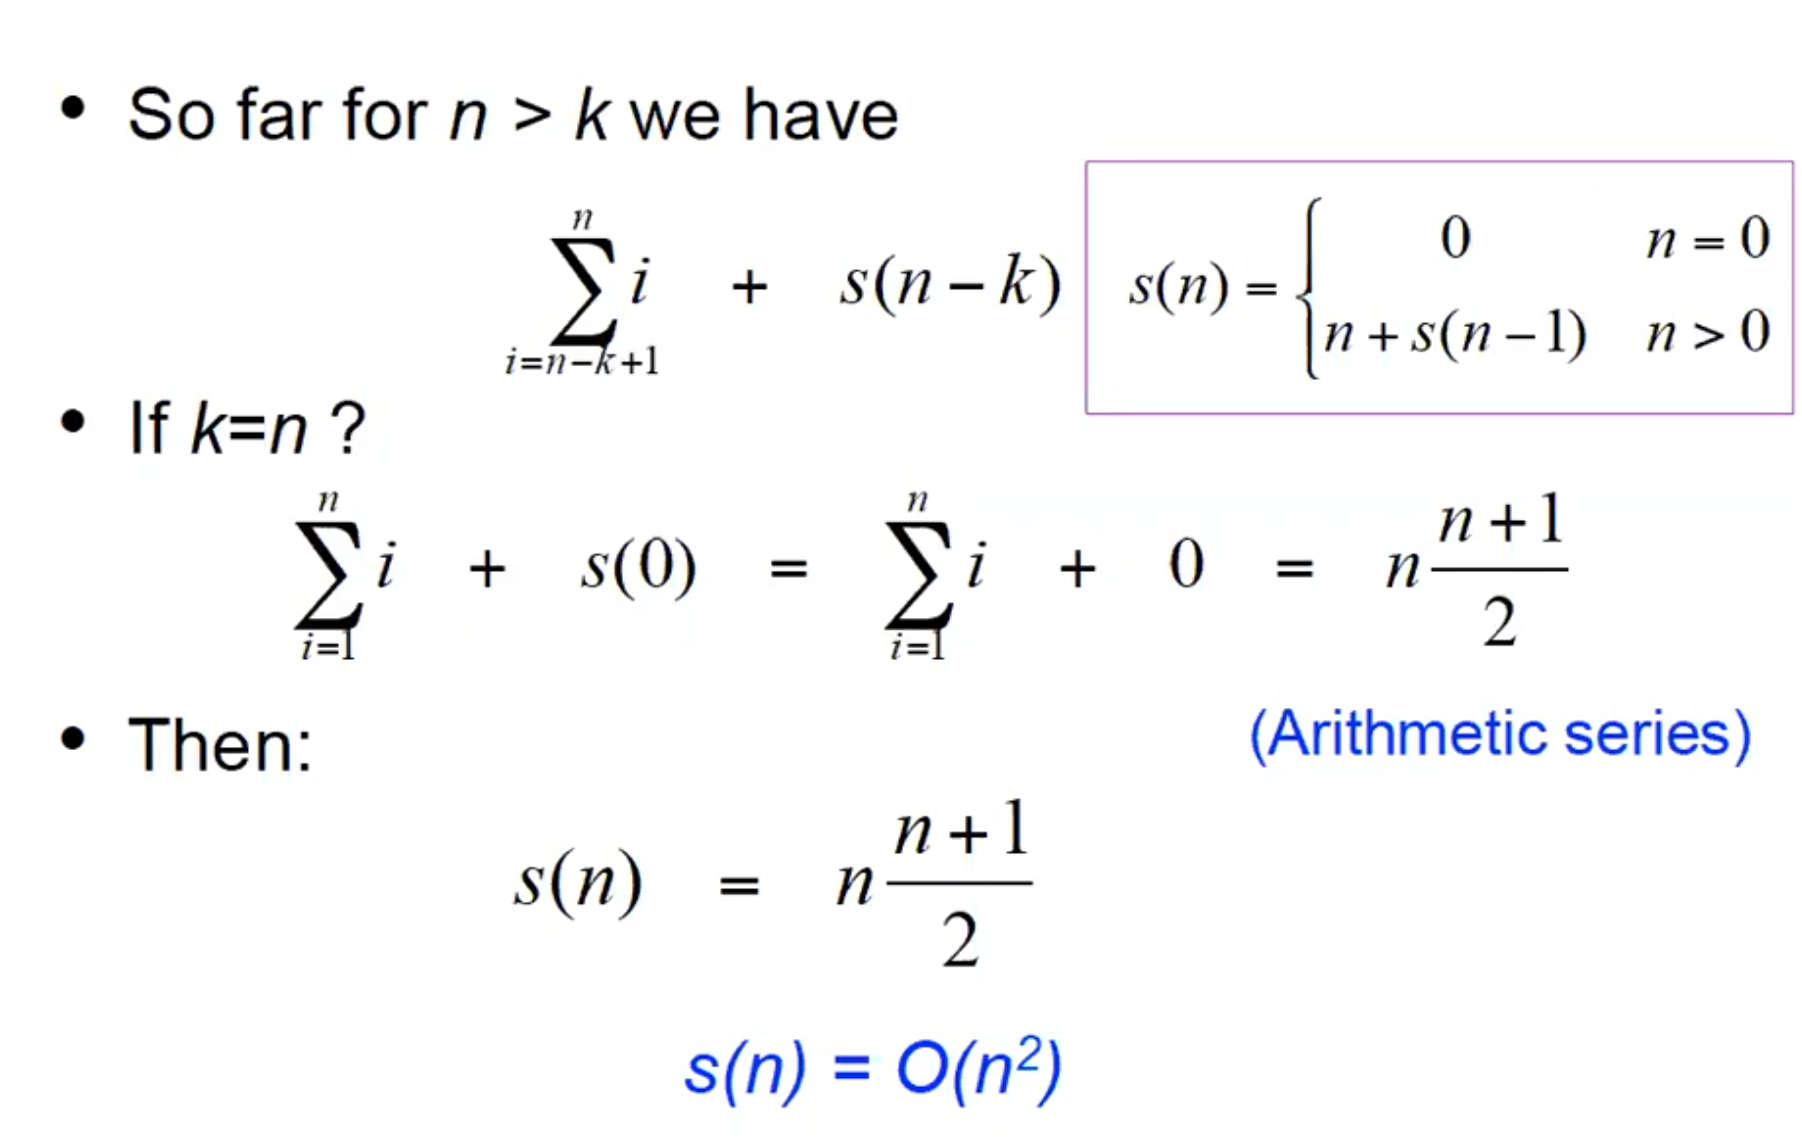 • So far for n > k we have
$\sum_{i=n-k+1}^{n} i + s(n-k)$
$s(n) = \begin{cases} 0 & n = 0 \\ n + s(n-1) & n > 0 \end{cases}$
• If k=n ?
$\sum_{i=1}^{n} i + s(0) = \sum_{i=1}^{n} i + 0 = n\frac{n+1}{2}$
(Arithmetic series)
• Then:
$s(n) = n\frac{n+1}{2}$
s(n) = O(n²)